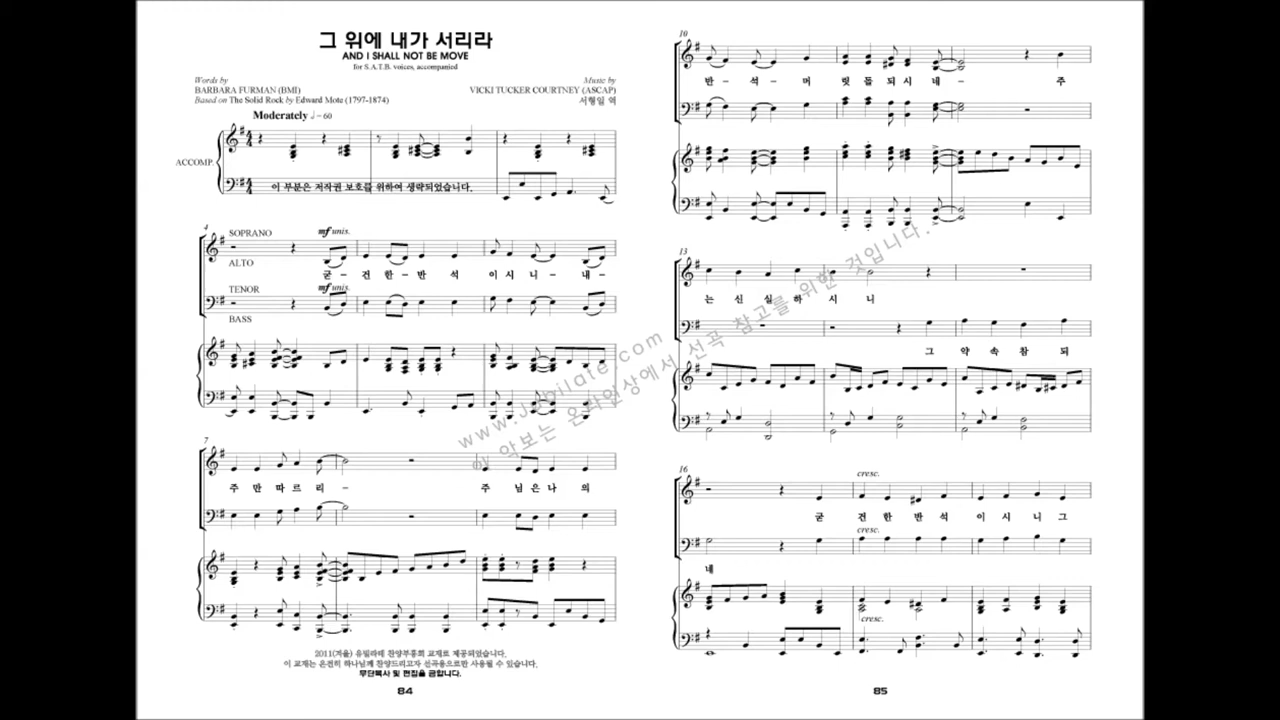 그 위에 내가 서리라
AND I SHALL NOT BE MOVE
for S.A.T.B. voices, accompanied
Words by
BARBARA FURMAN (BMI)
Based on The Solid Rock by Edward Mote (1797-1874)
Music by
VICKI TUCKER COURTNEY (ASCAP)
서형일 역
Moderately ♩= 60
ACCOMP.
이 부분은 저작권 보호를 위하여 생략되었습니다.
4
SOPRANO
mf unis.
ALTO
굳 - 건 한 - 반 석 이 시 니 - 내 -
TENOR
mf unis.
BASS
7
주 만 따 르 리 - 주 님 은 나 의
2011(겨울) 유빌라테 찬양부흥회 교재로 제공되었습니다.
이 교재는 온전히 하나님께 찬양드리고자 선곡용으로만 사용될 수 있습니다.
무단복사 및 편집을 금합니다.
84
10
반 - 석 - 머 릿 돌 되 시 네 - 주
13
는 신 실 하 시 니
그 약 속 참 되
16
cresc.
굳 건 한 반 석 이 시 니 그
cresc.
네
cresc.
85
www.Jubilate.com
이 악보는 온라인상에서 선곡 참고를 위한 것입니다.